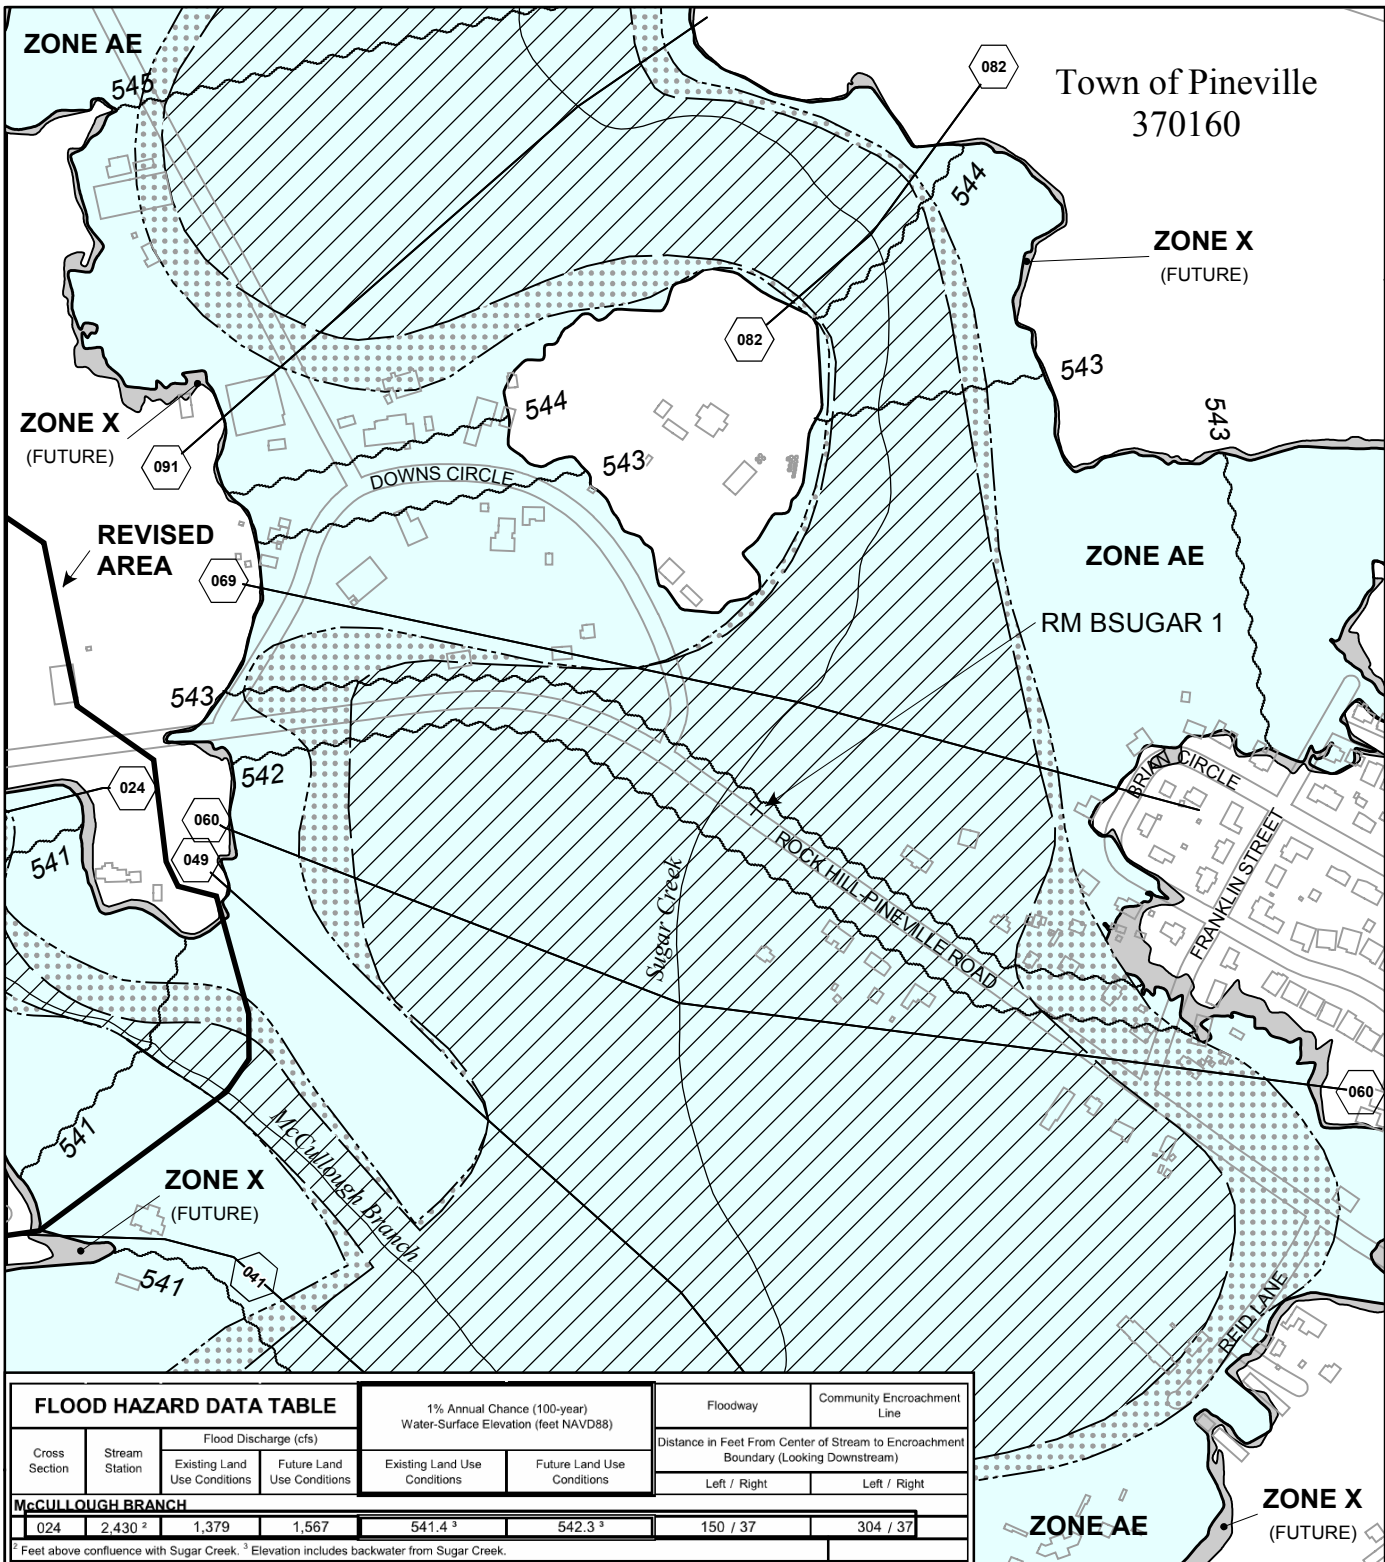 ZONE AE
545
082
Town of Pineville
370160
544
ZONE X
(FUTURE)
082
543
543
ZONE X
(FUTURE)
544
091
543
DOWNS CIRCLE
REVISED
AREA
ZONE AE
069
RM BSUGAR 1
543
542
024
BRIAN CIRCLE
060
049
541
FRANKLIN STREET
ROCK HILL-PINEVILLE ROAD
Sugar Creek
060
541
McCullough Branch
ZONE X
(FUTURE)
541
041
REID LANE
FLOOD HAZARD DATA TABLE
1% Annual Chance (100-year)
Water-Surface Elevation (feet NAVD88)
Floodway
Community Encroachment
Line
Cross
Section
Stream
Station
Flood Discharge (cfs)
Distance in Feet From Center of Stream to Encroachment
Boundary (Looking Downstream)
Existing Land
Use Conditions
Future Land
Use Conditions
Existing Land Use
Conditions
Future Land Use
Conditions
Left / Right
Left / Right
McCULLOUGH BRANCH
024 2,430 ² 1,379 1,567 541.4 ³ 542.3 ³ 150 / 37 304 / 37
² Feet above confluence with Sugar Creek. ³ Elevation includes backwater from Sugar Creek.
ZONE AE
ZONE X
(FUTURE)